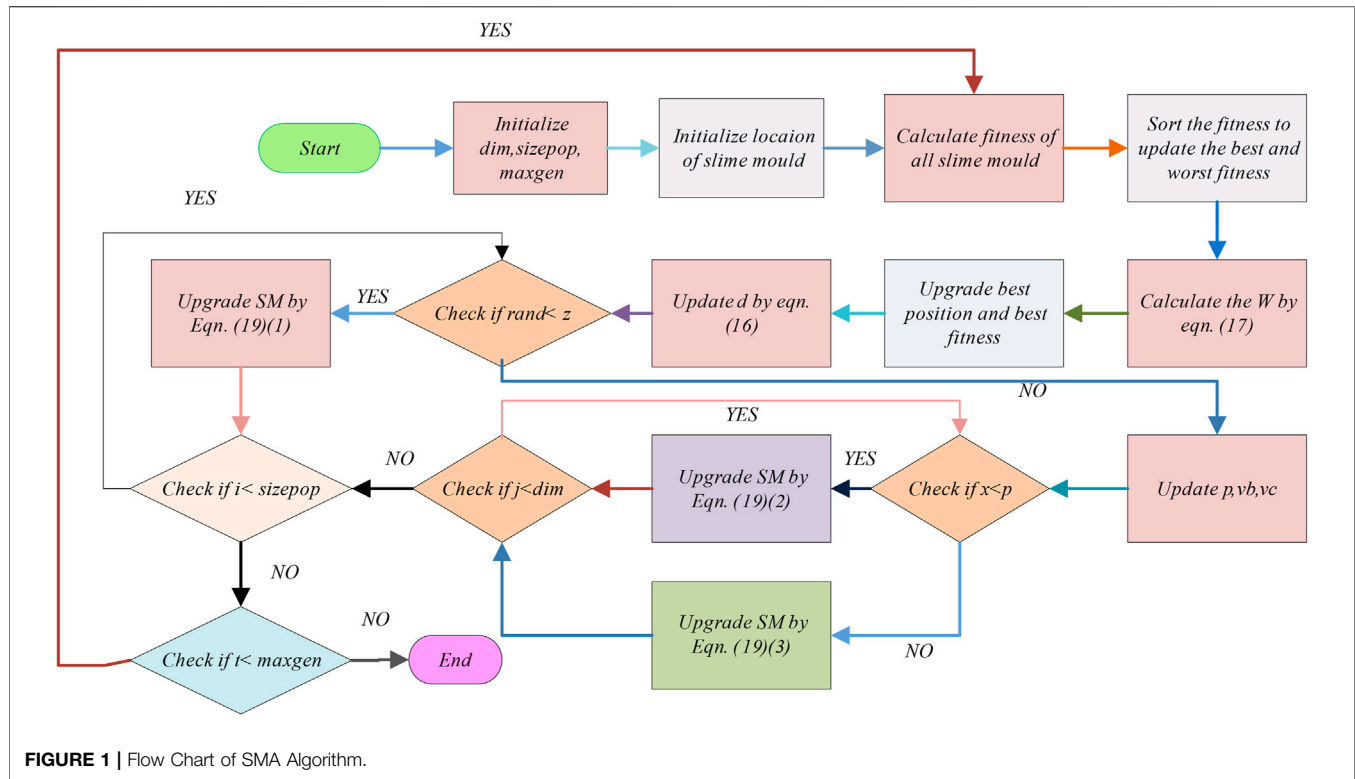 YES
Start
Initialize
dim,sizepop,
maxgen
Initialize locaion
of slime mould
Calculate fitness of
all slime mould
Sort the fitness to
update the best and
worst fitness
YES
Upgrade SM by
Eqn. (19)(1)
YES
Check if rand< z
Update d by eqn.
(16)
Upgrade best
position and best
fitness
Calculate the W by
eqn. (17)
NO
YES
Check if i< sizepop
NO
Check if j<dim
Upgrade SM by
Eqn. (19)(2)
YES
Check if x<p
Update p,vb,vc
NO
Check if t< maxgen
NO
End
Upgrade SM by
Eqn. (19)(3)
NO
FIGURE 1 | Flow Chart of SMA Algorithm.